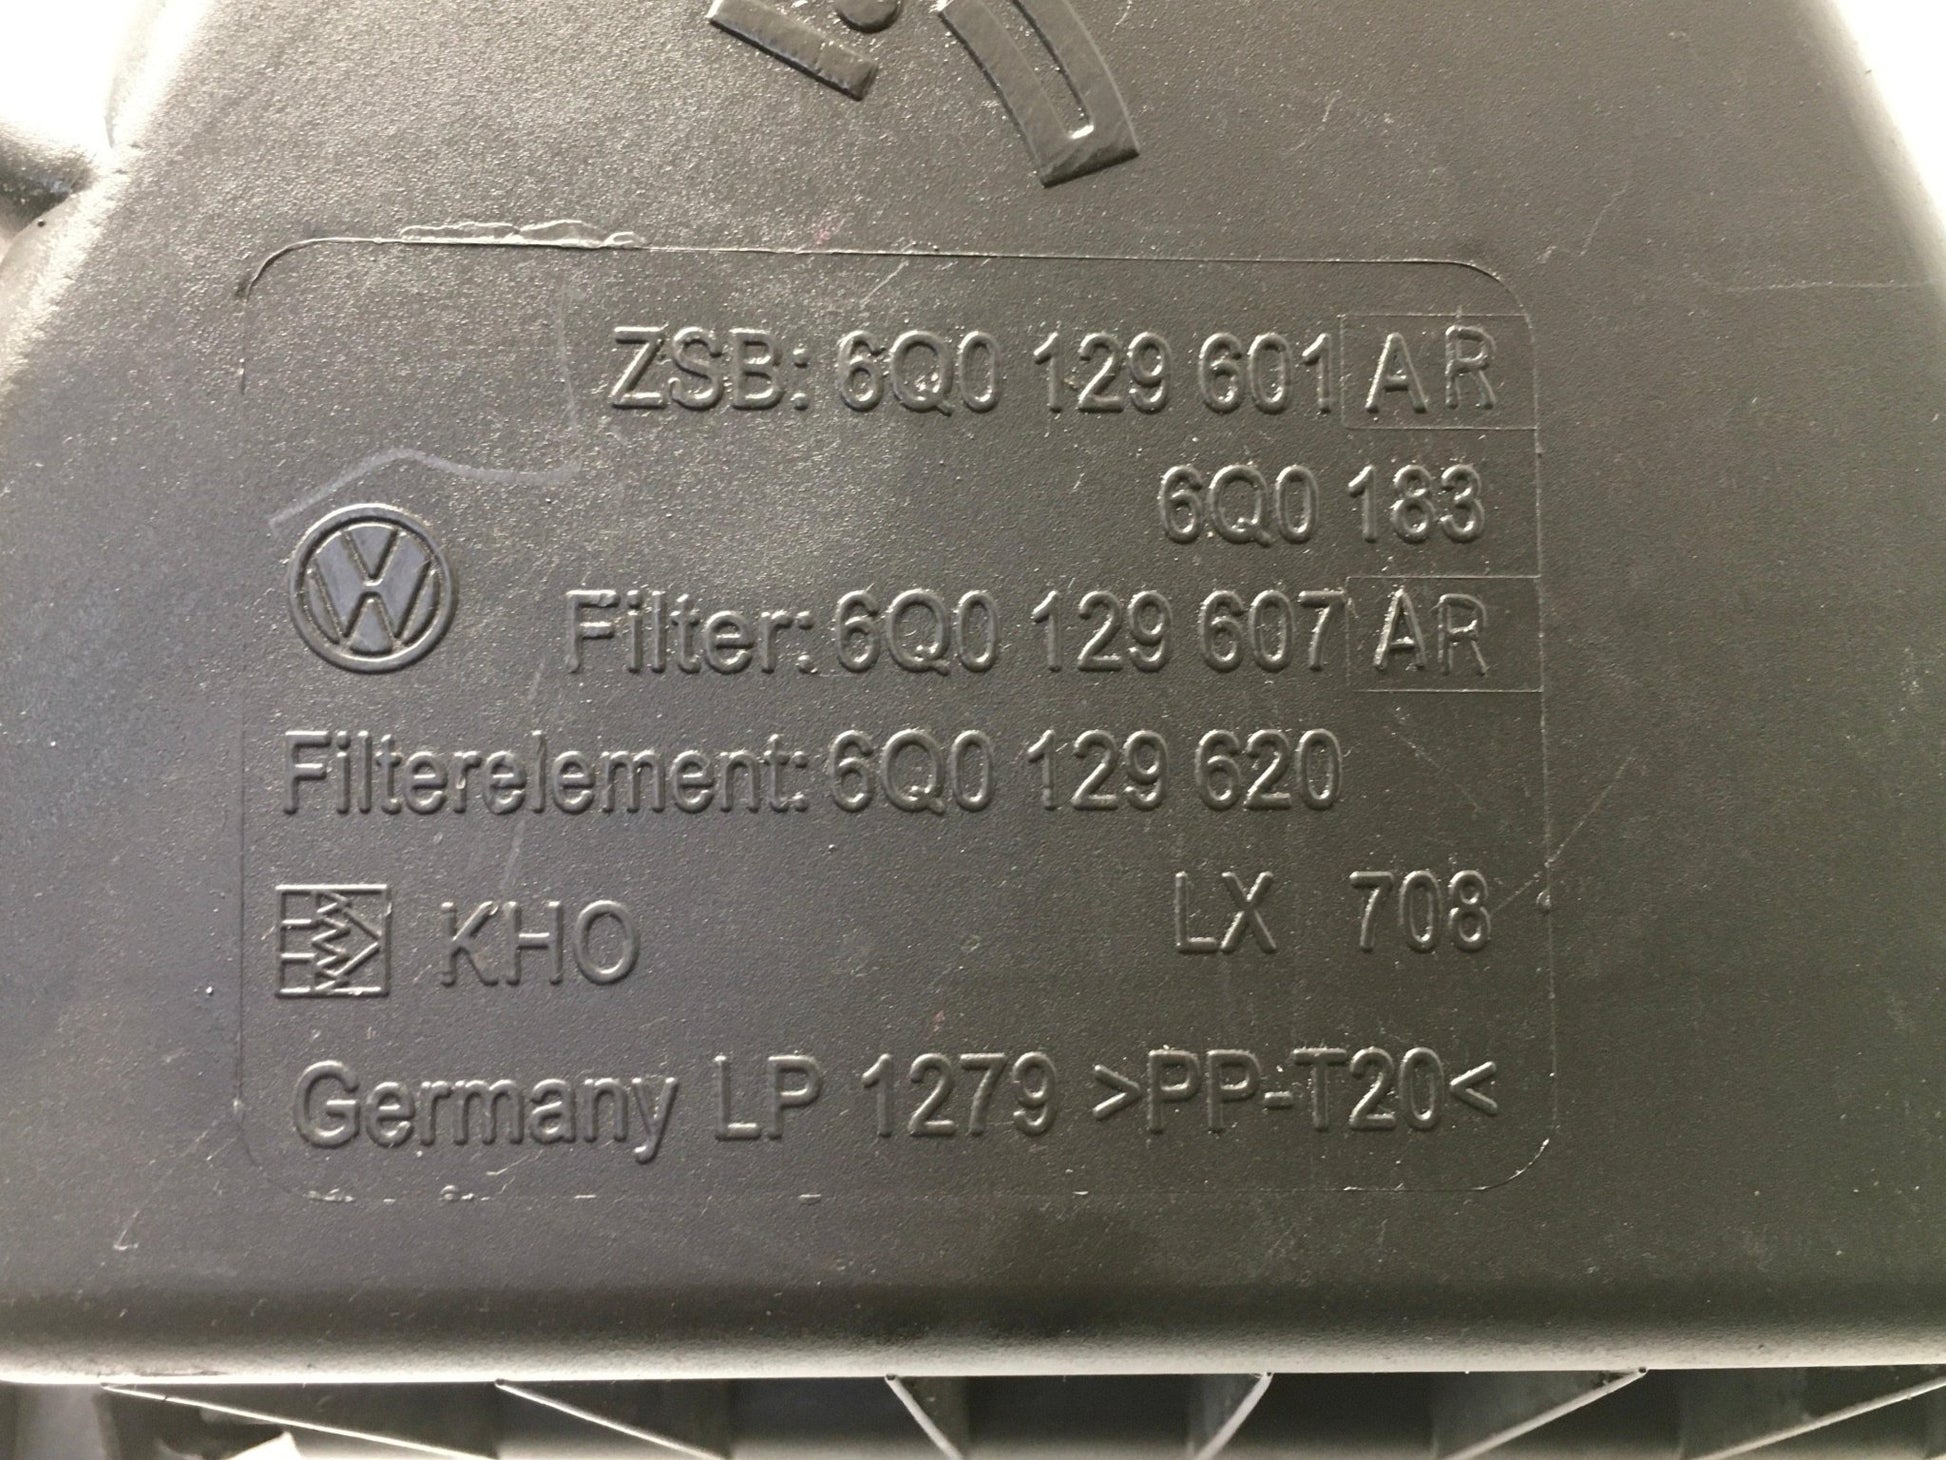 ZSB: 6Q0 129 601 AR
6Q0 183
Filter: 6Q0 129 607 AR
Filterelement: 6Q0 129 620
KHO LX 708
Germany LP 1279 >PP-T20<